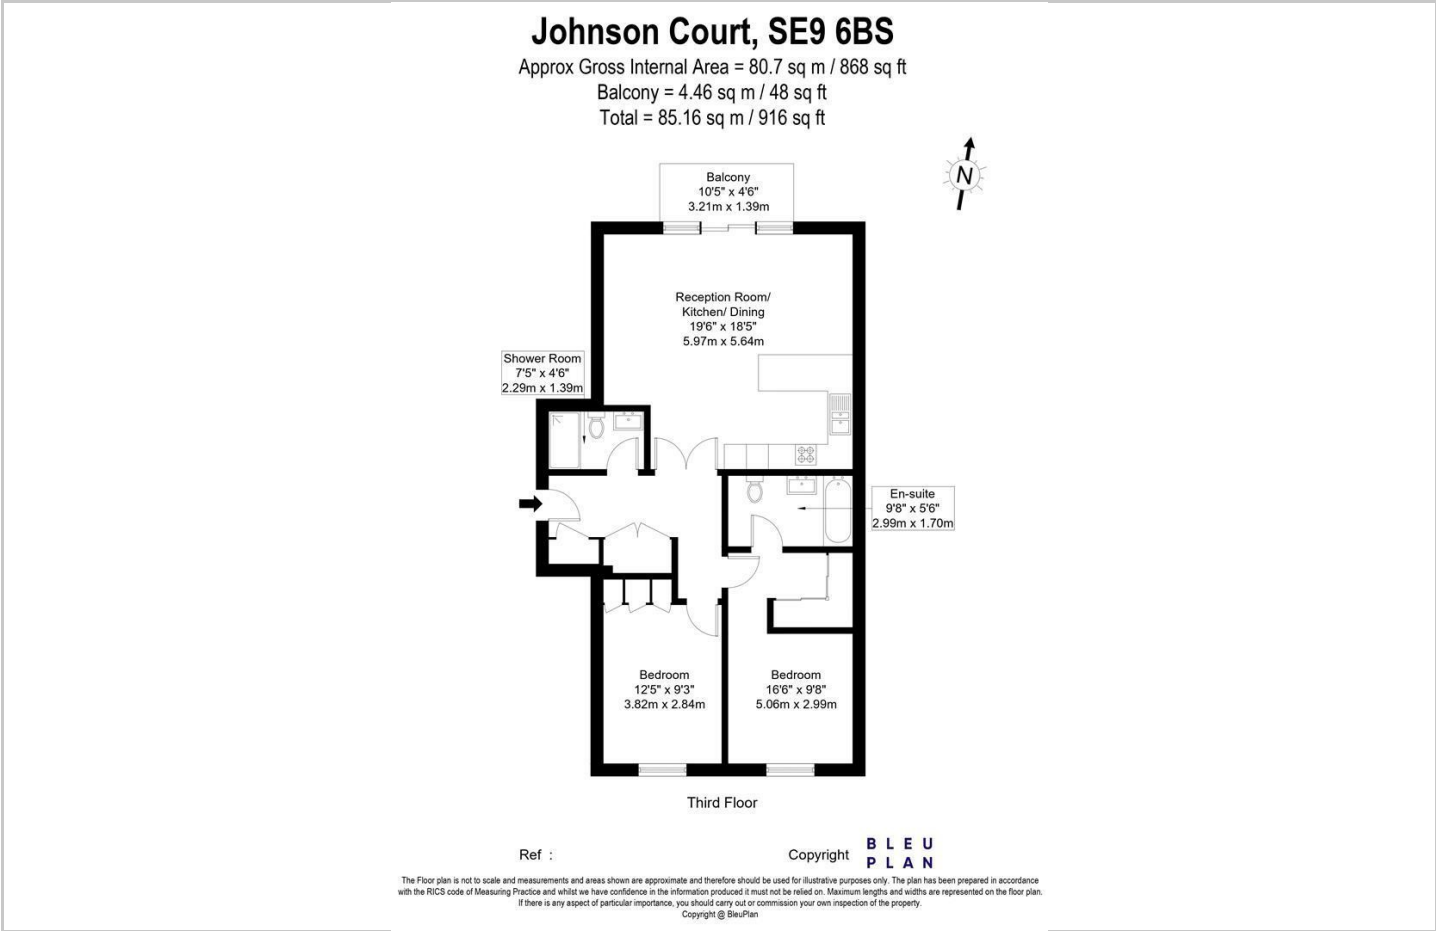 Johnson Court, SE9 6BS
Approx Gross Internal Area = 80.7 sq m / 868 sq ft
Balcony = 4.46 sq m / 48 sq ft
Total = 85.16 sq m / 916 sq ft
N
Balcony
10'5" x 4'6"
3.21m x 1.39m
Reception Room/
Kitchen/ Dining
19'6" x 18'5"
5.97m x 5.64m
Shower Room
7'5" x 4'6"
2.29m x 1.39m
En-suite
9'8" x 5'6"
2.99m x 1.70m
Bedroom
12'5" x 9'3"
3.82m x 2.84m
Bedroom
16'6" x 9'8"
5.06m x 2.99m
Third Floor
Ref :
Copyright
BLEU
PLAN
The Floor plan is not to scale and measurements and areas shown are approximate and therefore should be used for illustrative purposes only. The plan has been prepared in accordance
with the RICS code of Measuring Practice and whilst we have confidence in the information produced it must not be relied on. Maximum lengths and widths are represented on the floor plan.
If there is any aspect of particular importance, you should carry out or commission your own inspection of the property.
Copyright @ BleuPlan